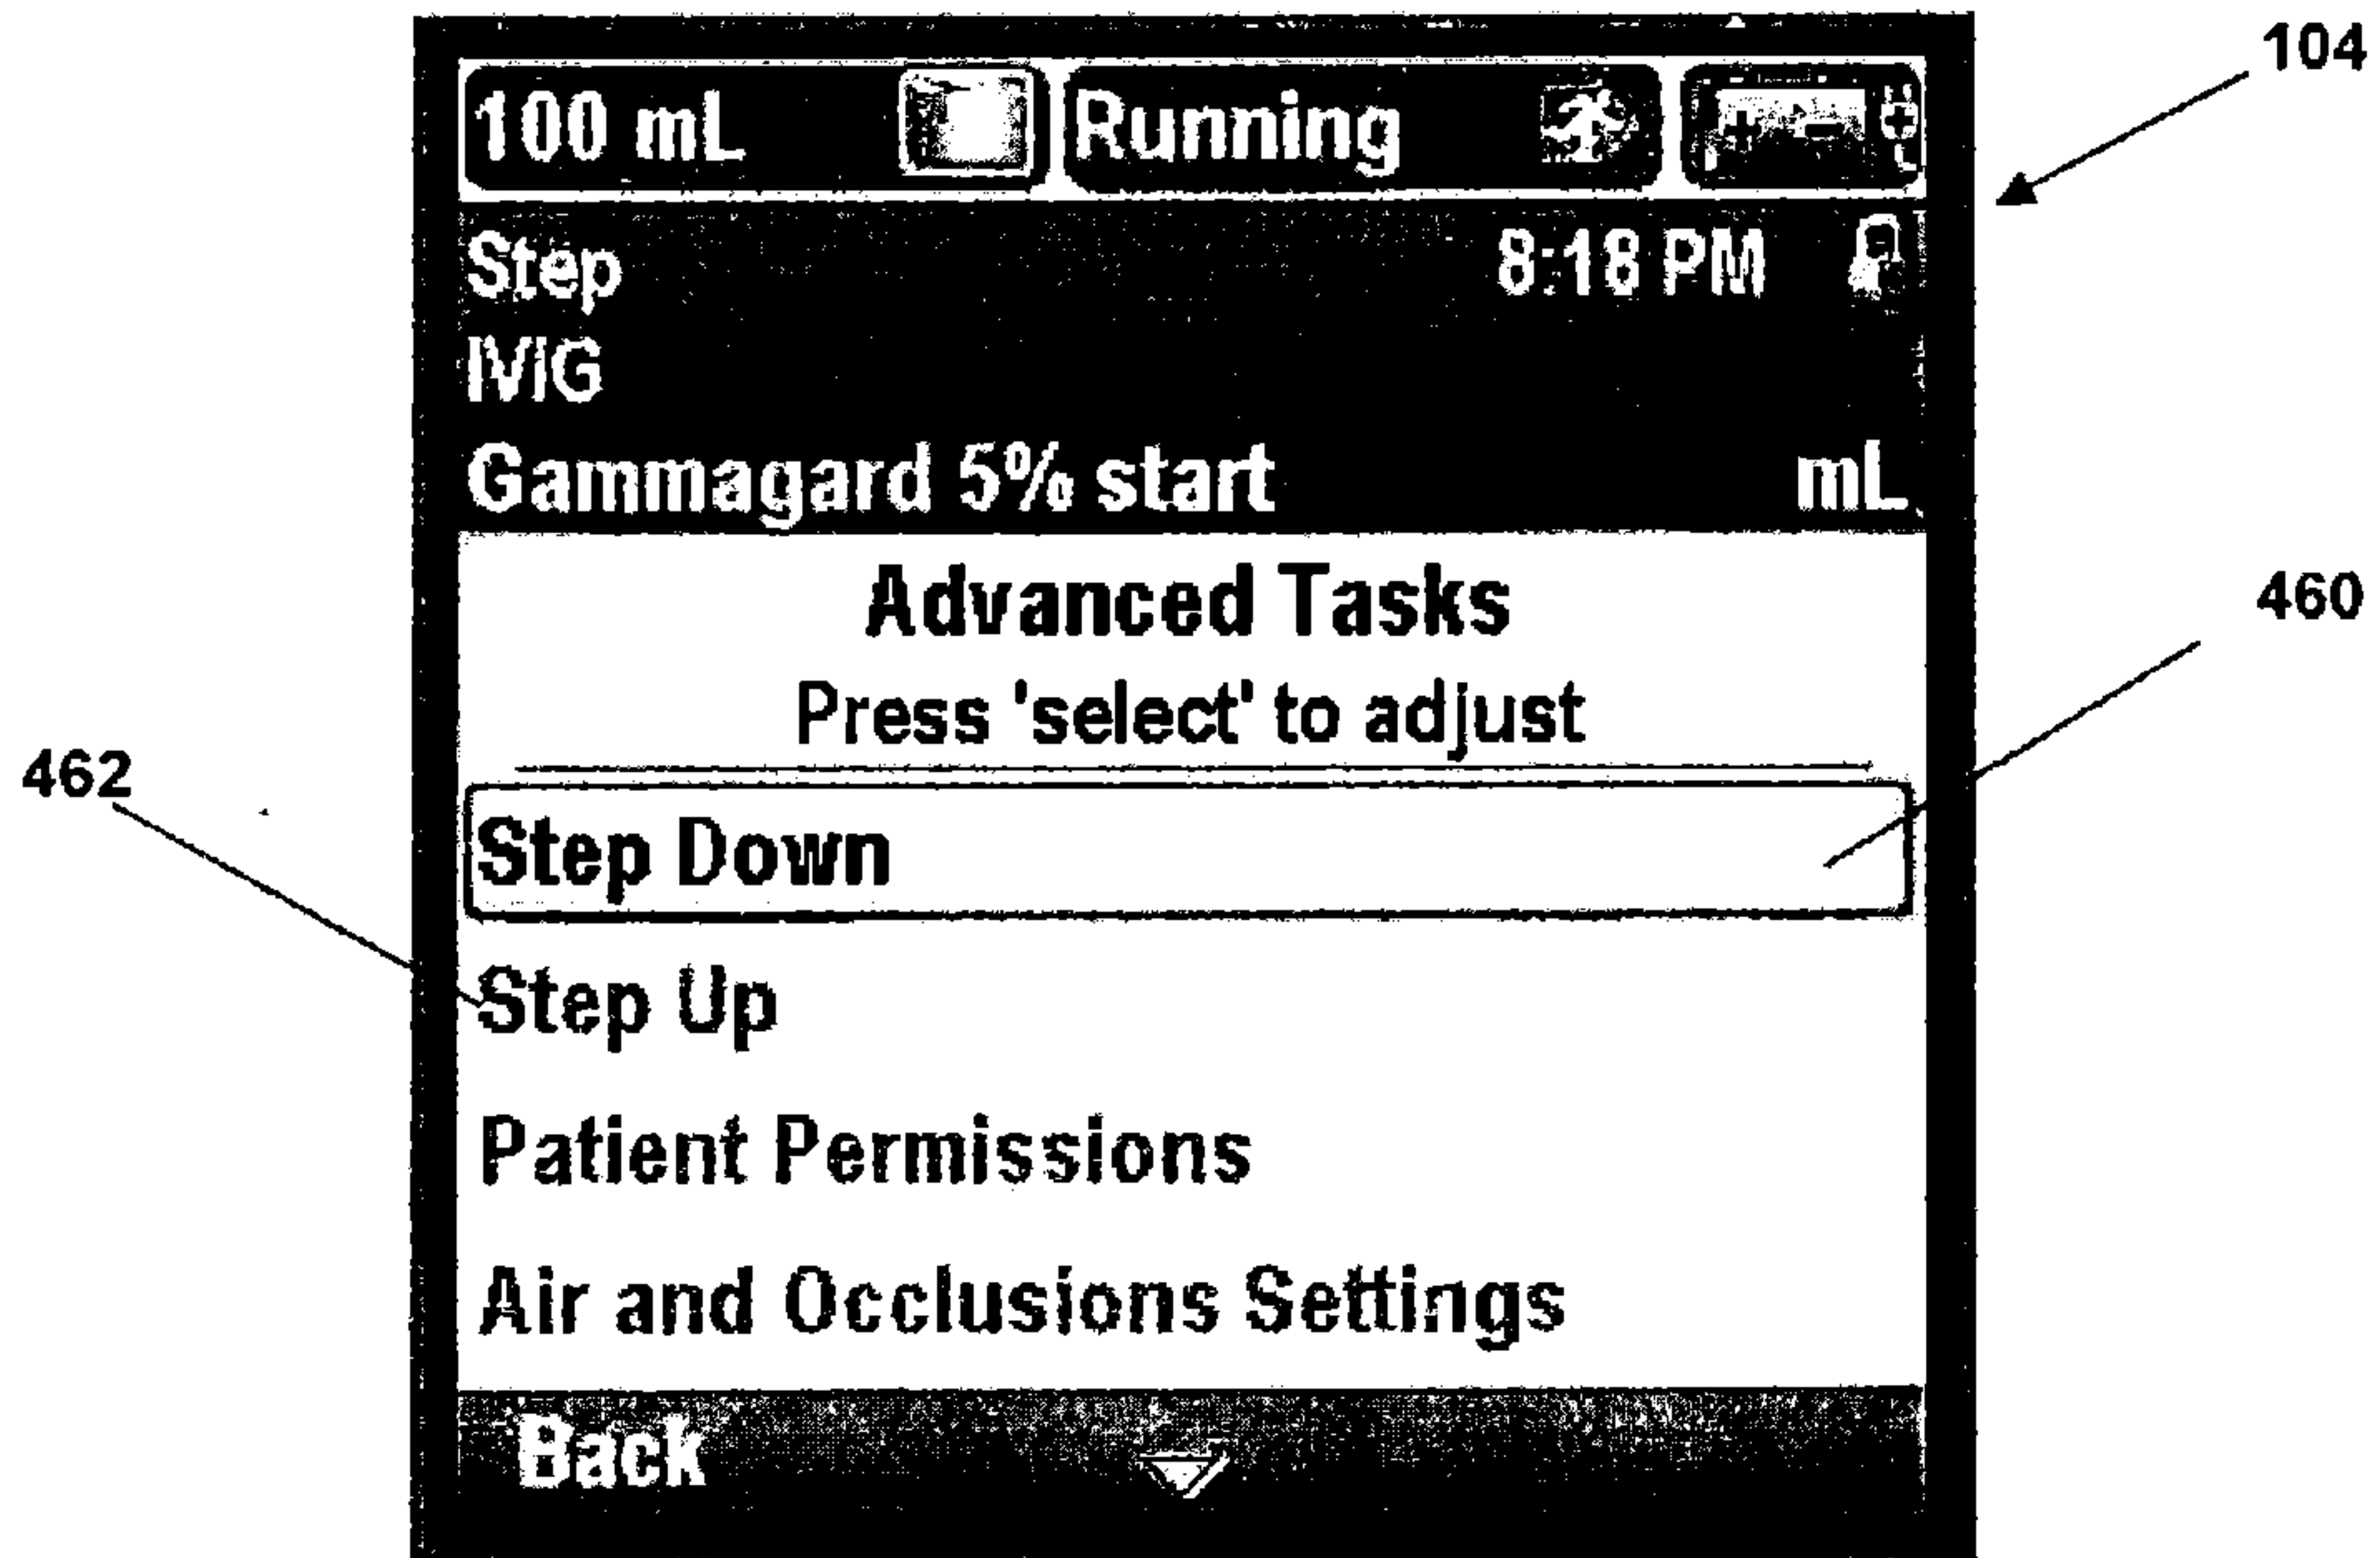 104
100 mL Running
Step 8:18 PM
IVIG
Gammagard 5% start mL
Advanced Tasks
460
Press 'select' to adjust
462
Step Down
Step Up
Patient Permissions
Air and Occlusions Settings
Back